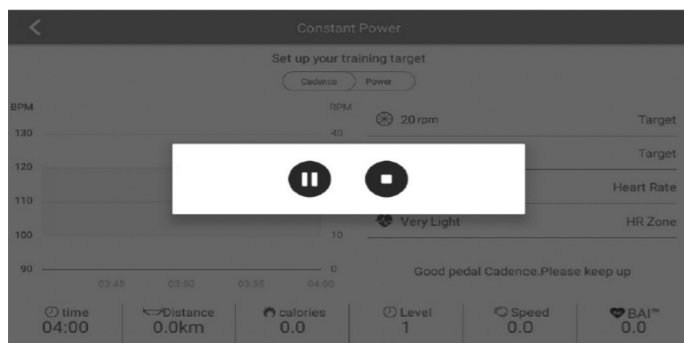 Constant Power
Set up your training target
Cadence Power
BPM
RPM
130
40
120
110
100
10
90
0
03:45 03:50 03:55 04:00
20 rpm Target
Target
Heart Rate
Very Light HR Zone
Good pedal Cadence.Please keep up
time Distance calories Level Speed BAI™
04:00 0.0km 0.0 1 0.0 0.0